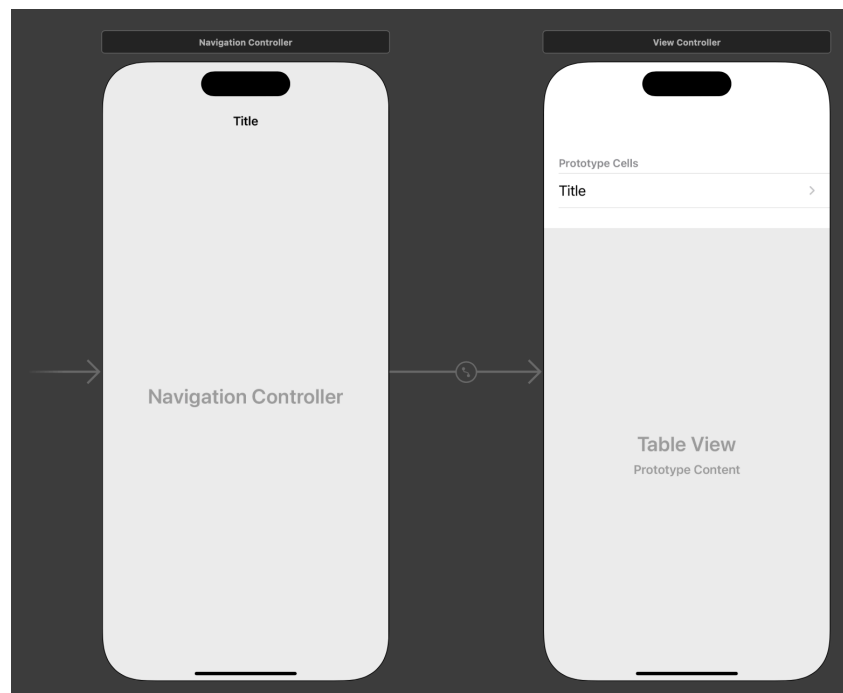 Navigation Controller
Title
Navigation Controller
View Controller
Prototype Cells
Title
Table View
Prototype Content